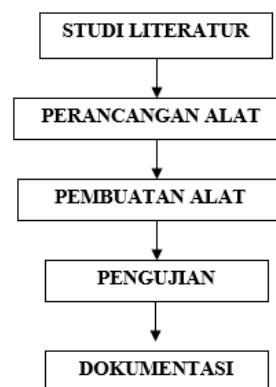 STUDI LITERATUR
PERANCANGAN ALAT
PEMBUATAN ALAT
PENGUJIAN
DOKUMENTASI